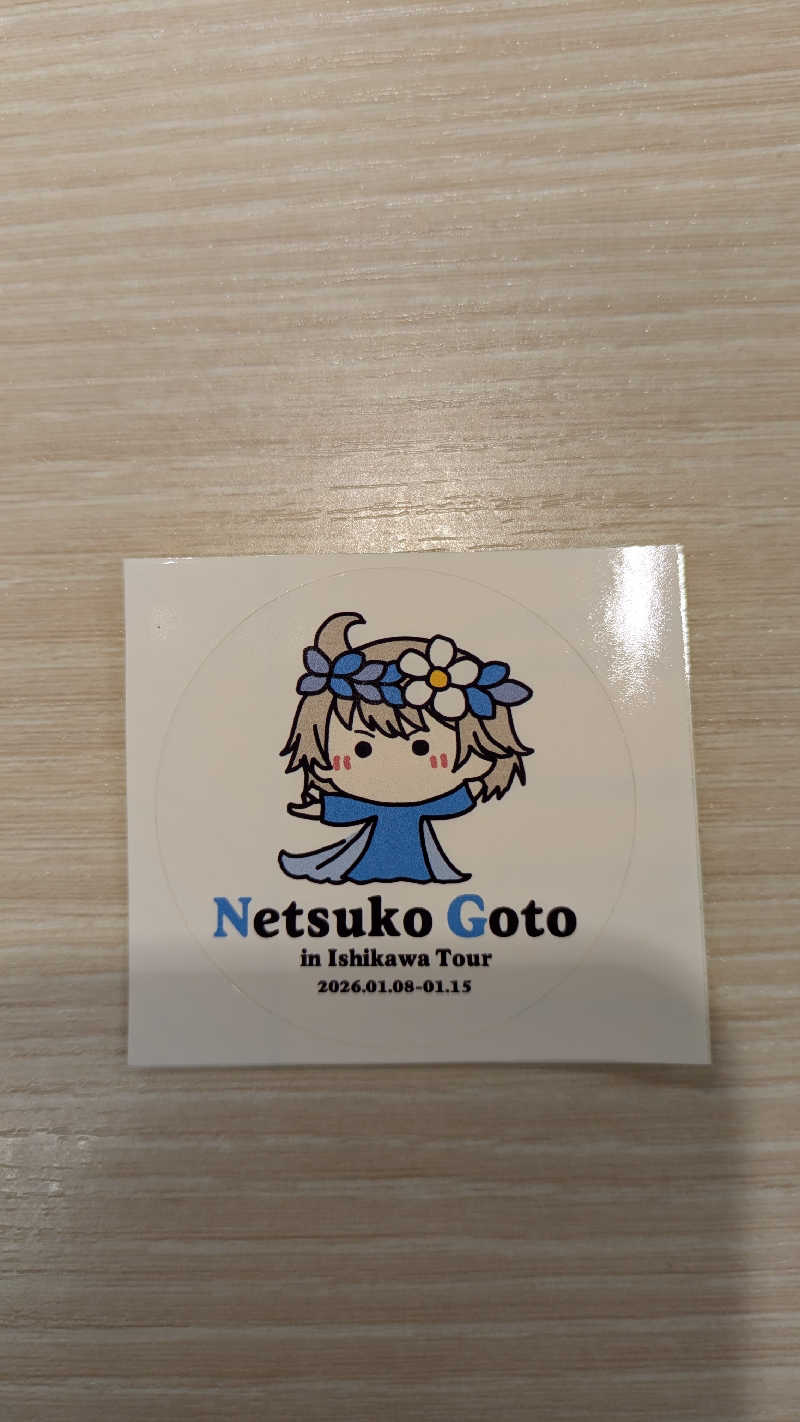 Netsuko Goto
in Ishikawa Tour
2026.01.08-01.15